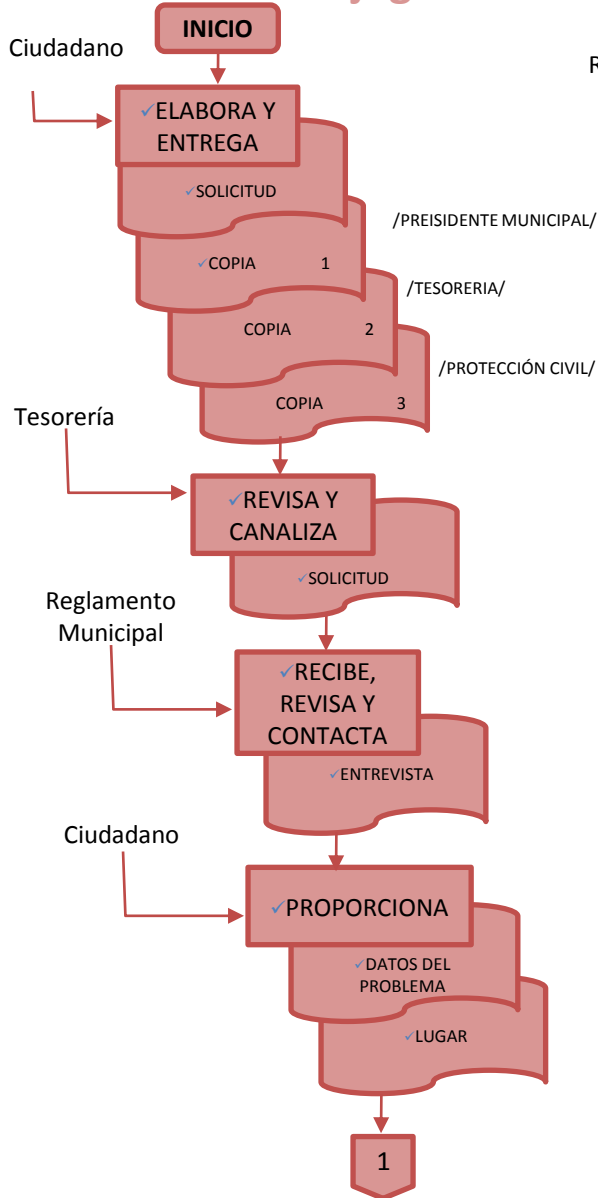 INICIO
Ciudadano
R
✓ELABORA Y
ENTREGA
✓SOLICITUD
/PREISIDENTE MUNICIPAL/
✓COPIA 1
/TESORERIA/
COPIA 2
/PROTECCIÓN CIVIL/
COPIA 3
Tesorería
✓REVISA Y
CANALIZA
✓SOLICITUD
Reglamento
Municipal
✓RECIBE,
REVISA Y
CONTACTA
✓ENTREVISTA
Ciudadano
✓PROPORCIONA
✓DATOS DEL
PROBLEMA
✓LUGAR
1